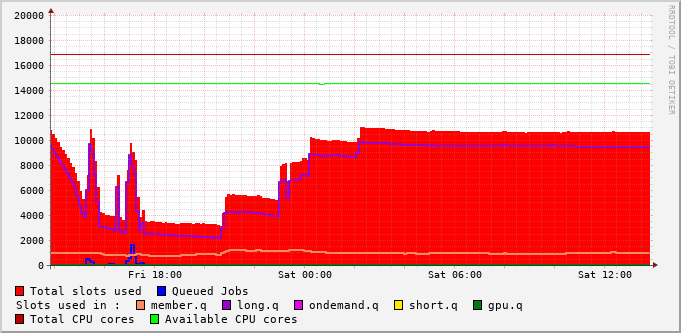 20000
18000
16000
14000
12000
10000
8000
6000
4000
2000
0
Fri 18:00 Sat 00:00 Sat 06:00 Sat 12:00
RRDTOOL / TOBI OETIKER
Total slots used Queued Jobs
Slots used in : member.q long.q ondemand.q short.q gpu.q
Total CPU cores Available CPU cores